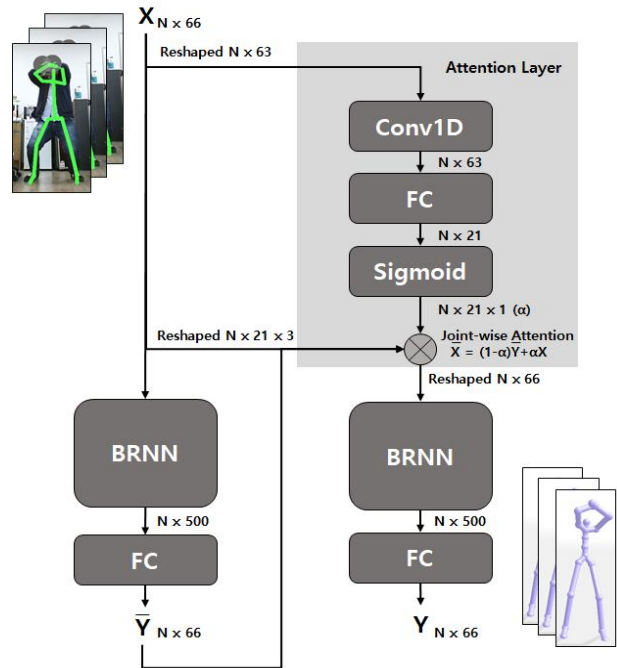 X N x 66
Reshaped N x 63
Attention Layer
Conv1D
N x 63
FC
N x 21
Sigmoid
N x 21 x 1 (α)
Reshaped N x 21 x 3
Joint-wise Attention
X̅ = (1-α)Y̅+αX
Reshaped N x 66
BRNN
BRNN
N x 500
N x 500
FC
FC
Y̅ N x 66
Y N x 66